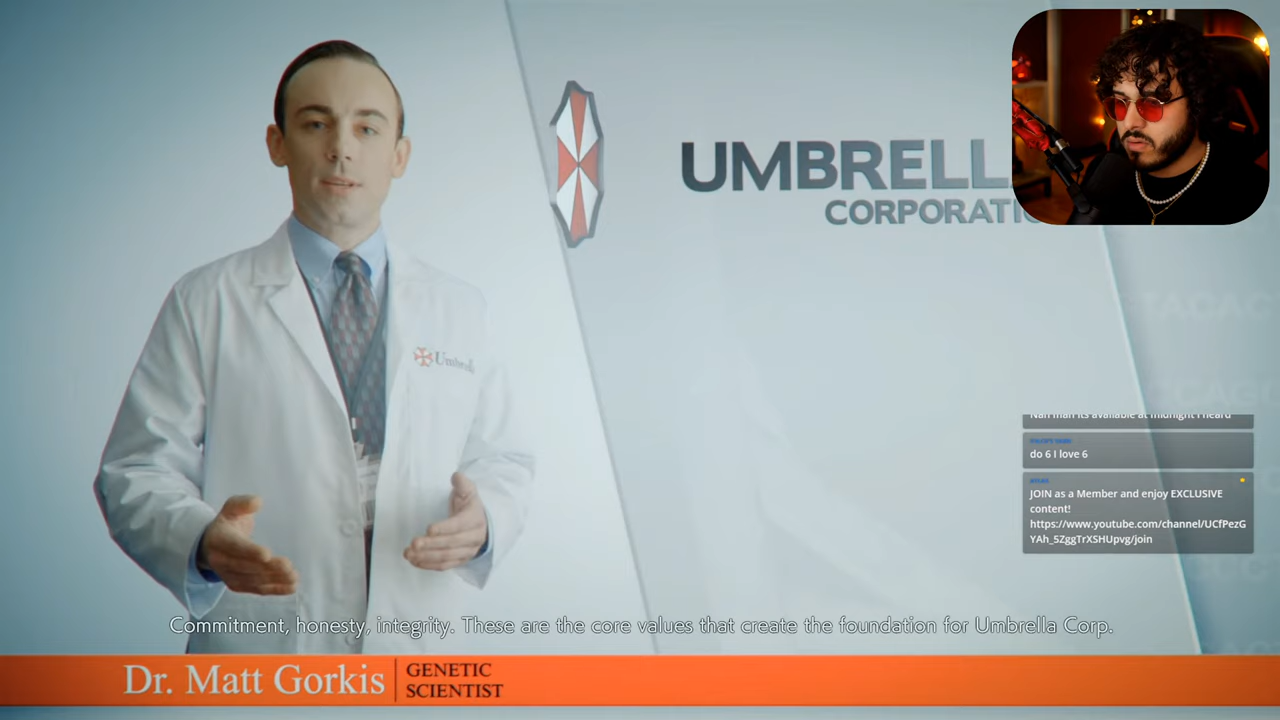 UMBRELL
CORPORATIO
Umbrella
Nah man its available at midnight i heard
do 6 I love 6
JOIN as a Member and enjoy EXCLUSIVE
content!
https://www.youtube.com/channel/UCfPezG
YAh_5ZggTrXSHUpvg/join
Commitment, honesty, integrity. These are the core values that create the foundation for Umbrella Corp.
Dr. Matt Gorkis
GENETIC
SCIENTIST